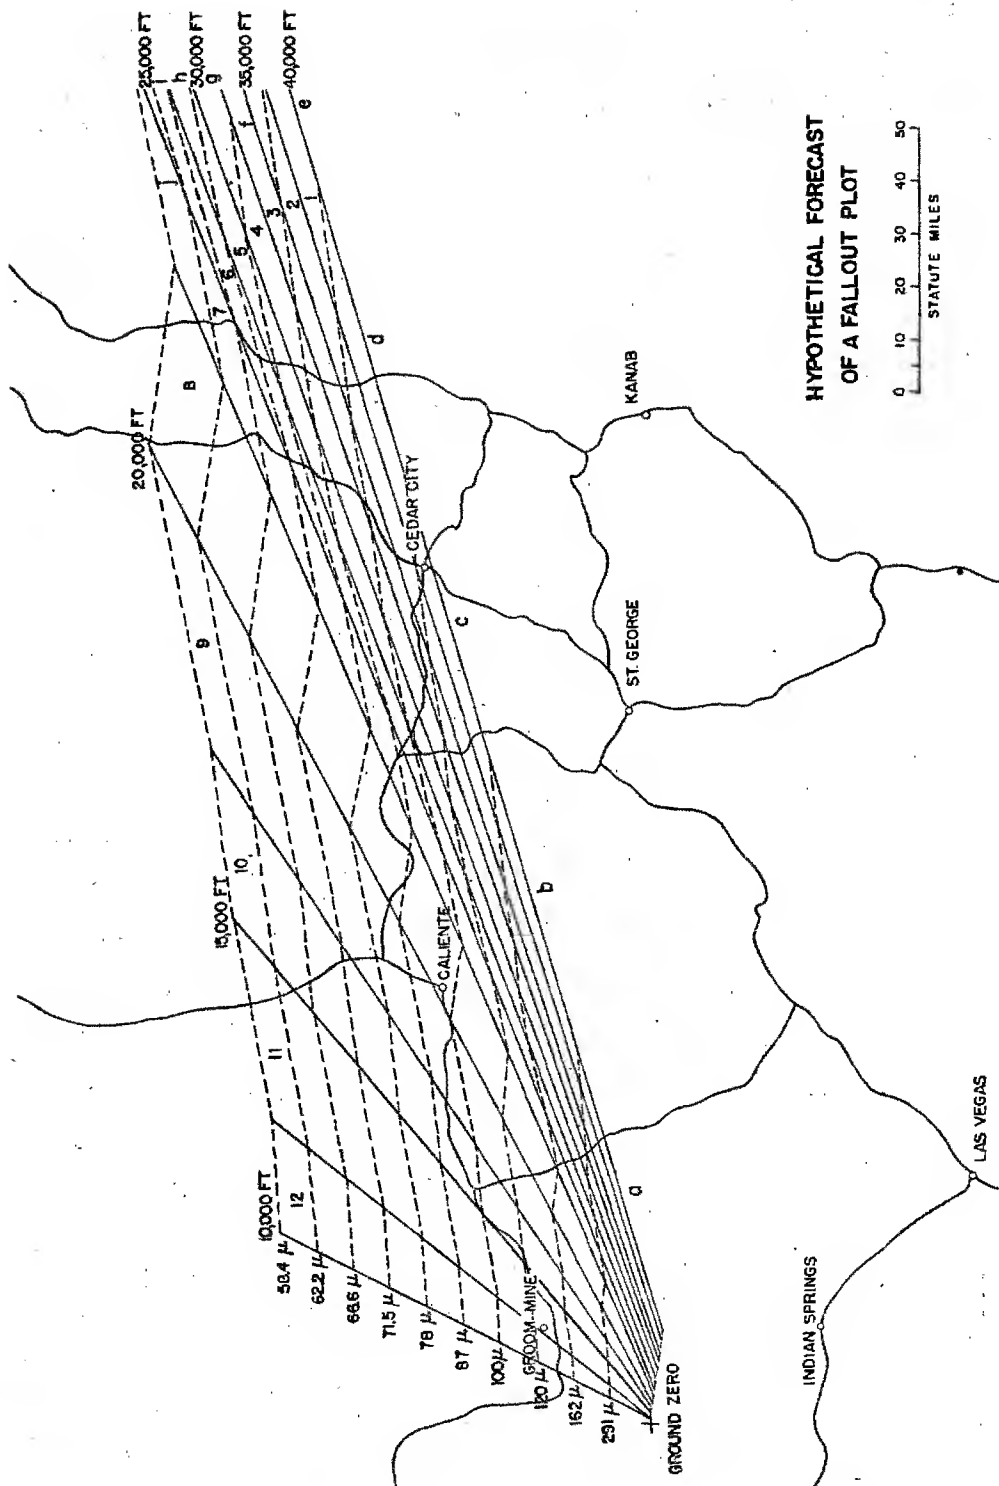 HYPOTHETICAL FORECAST
OF A FALLOUT PLOT
0 10 20 30 40 50
STATUTE MILES
10,000 FT
15,000 FT
20,000 FT
25,000 FT
30,000 FT
35,000 FT
40,000 FT
58.4 μ
62.2 μ
66.6 μ
71.5 μ
78 μ
87 μ
100 μ
120 μ
162 μ
291 μ
12
11
10
9
8
7
6
5
4
3
2
1
a
b
c
d
e
f
g
h
i
j
GROOM MINE
CALIENTE
CEDAR CITY
KANAB
ST. GEORGE
GROUND ZERO
INDIAN SPRINGS
LAS VEGAS